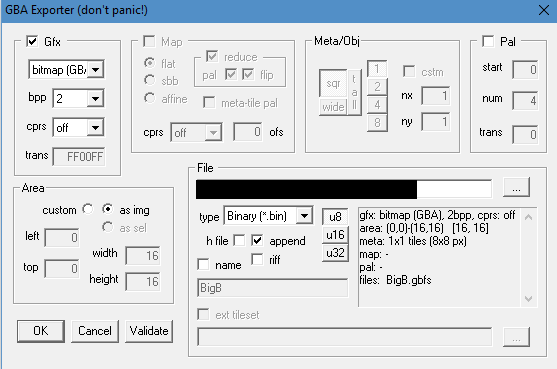 GBA Exporter (don't panic!)
Gfx
bitmap (GBA
bpp 2
cprs off
trans FF00FF
Map
flat
sbb
affine
reduce
pal flip
meta-tile pal
cprs off 0 ofs
Meta/Obj
sqr
tall
wide
1
2
4
8
cstm
nx 1
ny 1
Pal
start 0
num 4
trans 0
Area
custom as img
as sel
left 0
top 0
width 16
height 16
OK Cancel Validate
File
...
type Binary (*.bin)
u8
u16
u32
h file append
name riff
BigB
ext tileset
...
gfx: bitmap (GBA), 2bpp, cprs: off
area: (0,0)-(16,16) [16, 16]
meta: 1x1 tiles (8x8 px)
map: -
pal: -
files: BigB.gbfs